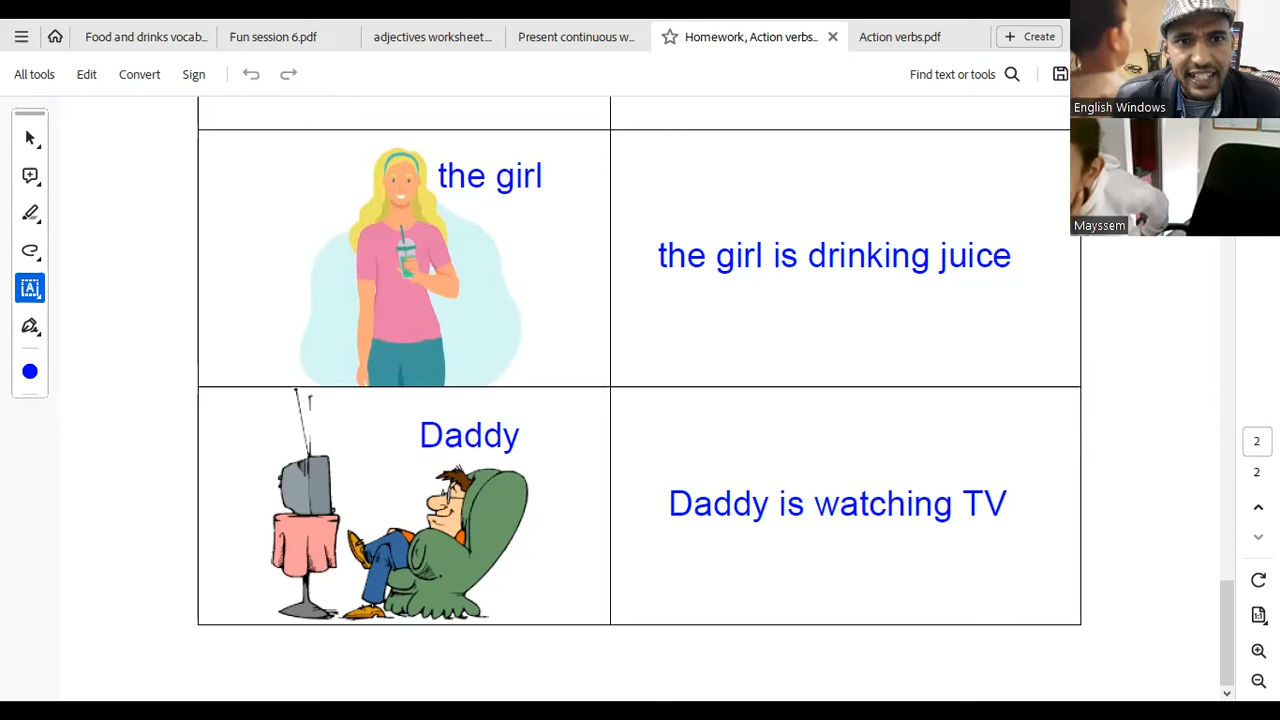 Food and drinks vocab...
Fun session 6.pdf
adjectives worksheet....
Present continuous w...
Homework, Action verbs...
Action verbs.pdf
Create
All tools
Edit
Convert
Sign
Find text or tools
English Windows
the girl
the girl is drinking juice
Mayssem
Daddy
Daddy is watching TV
2
2
1:1
A